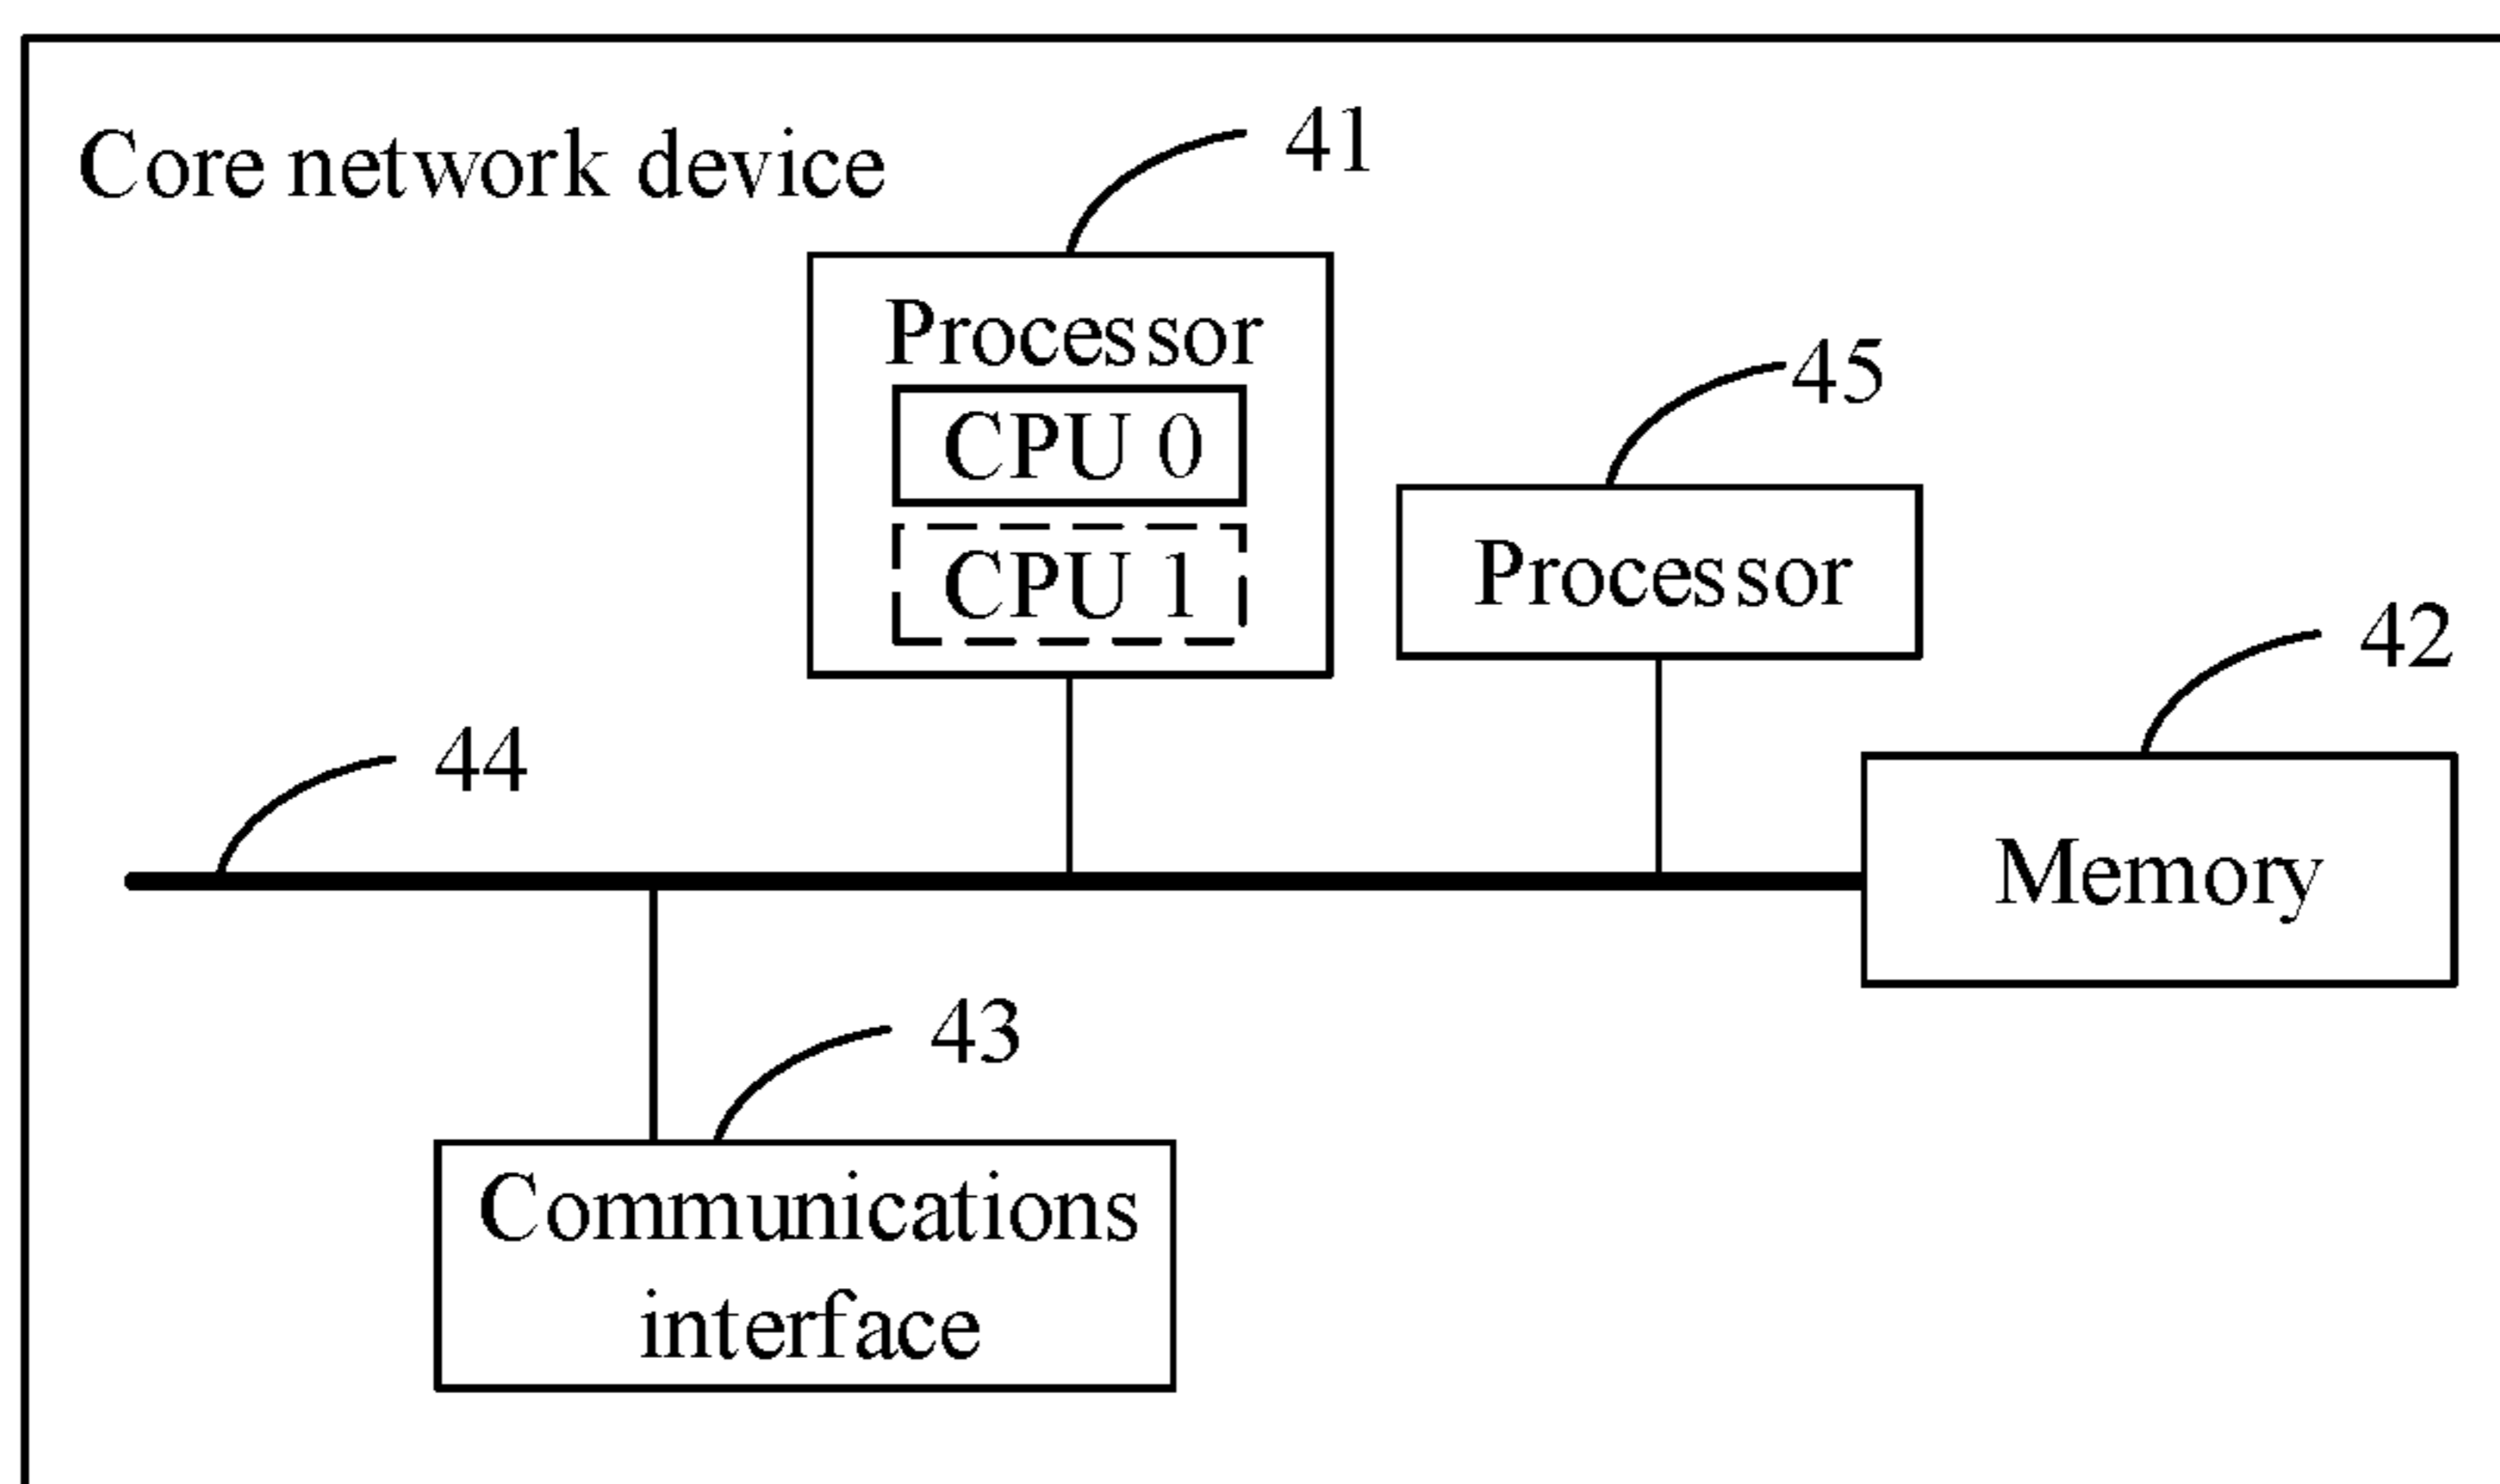 Core network device
41
Processor
CPU 0
CPU 1
45
Processor
42
Memory
44
43
Communications
interface